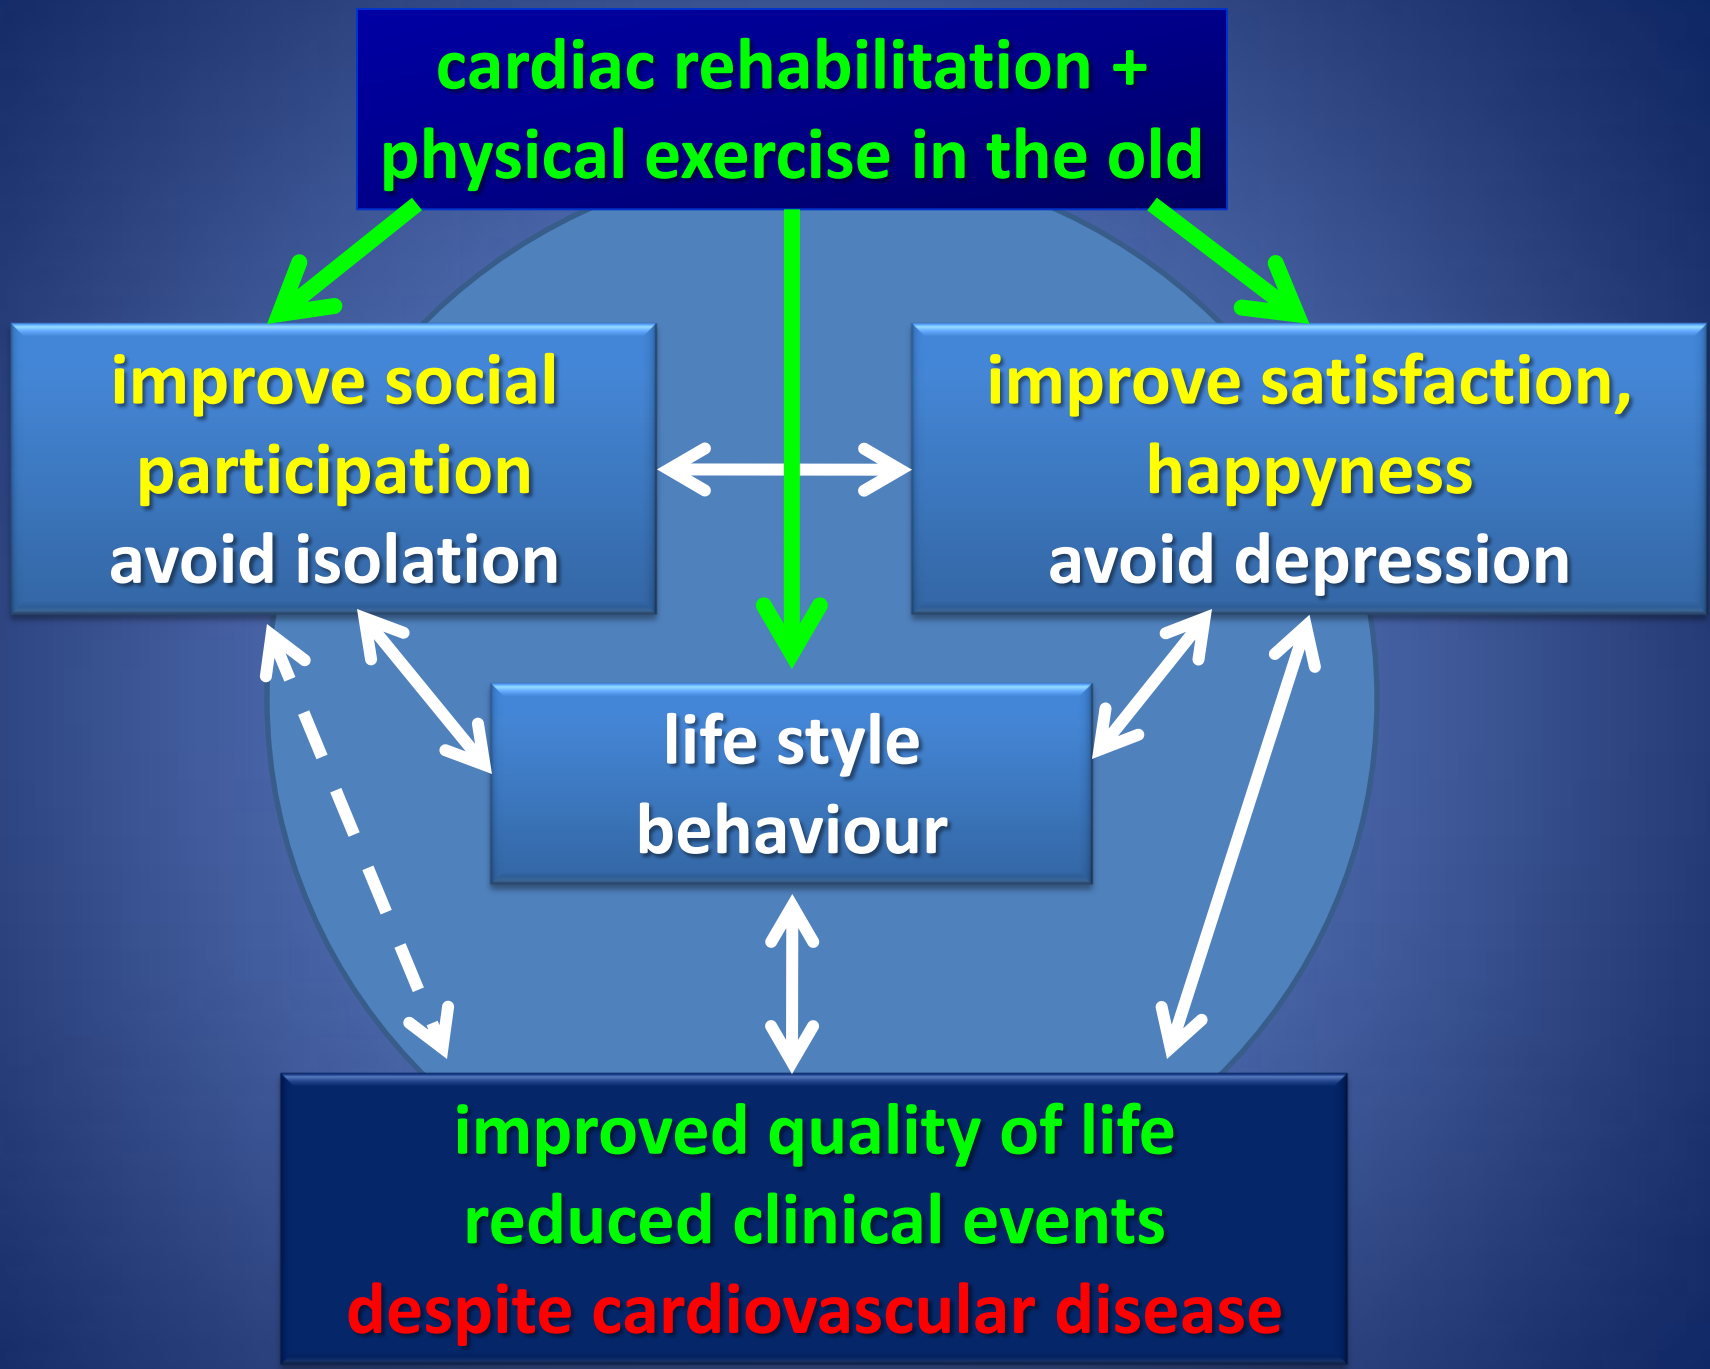 cardiac rehabilitation +
physical exercise in the old
improve social
participation
avoid isolation
improve satisfaction,
happyness
avoid depression
life style
behaviour
improved quality of life
reduced clinical events
despite cardiovascular disease